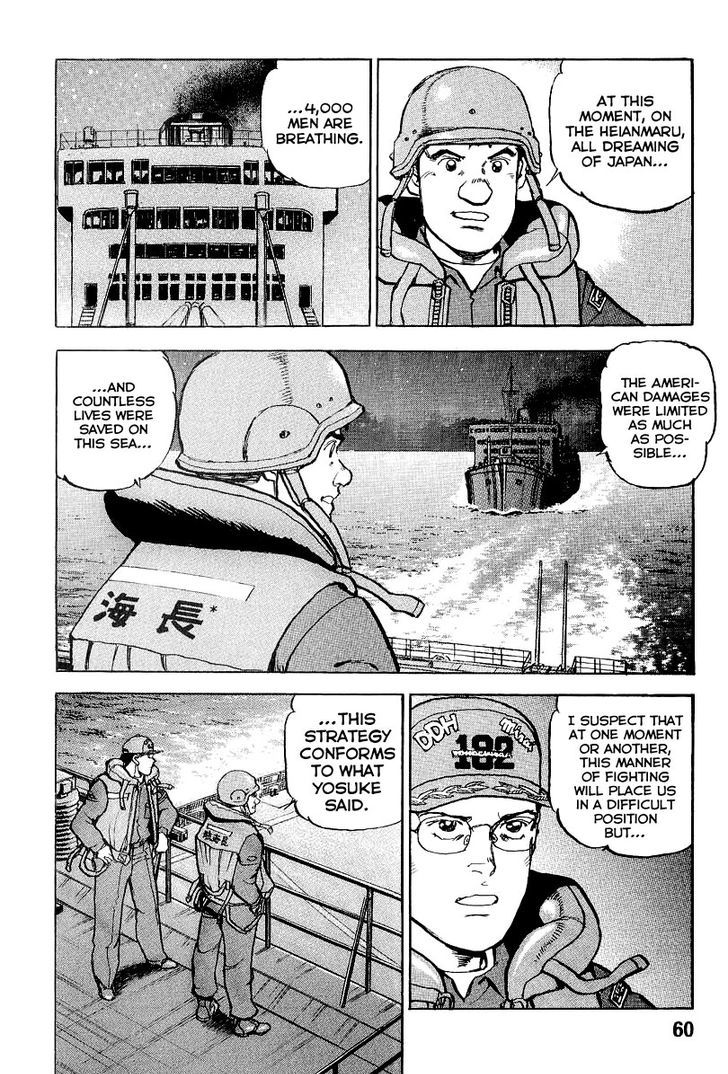 AT THIS
MOMENT, ON
THE HEIANMARU,
ALL DREAMING
OF JAPAN...
...4,000
MEN ARE
BREATHING.
THE AMERI-
CAN DAMAGES
WERE LIMITED
AS MUCH
AS POS-
SIBLE...
...AND
COUNTLESS
LIVES WERE
SAVED ON
THIS SEA...
海長*
DDH
182
I SUSPECT THAT
AT ONE MOMENT
OR ANOTHER,
THIS MANNER
OF FIGHTING
WILL PLACE US
IN A DIFFICULT
POSITION
BUT...
...THIS
STRATEGY
CONFORMS
TO WHAT
YOSUKE
SAID.
60